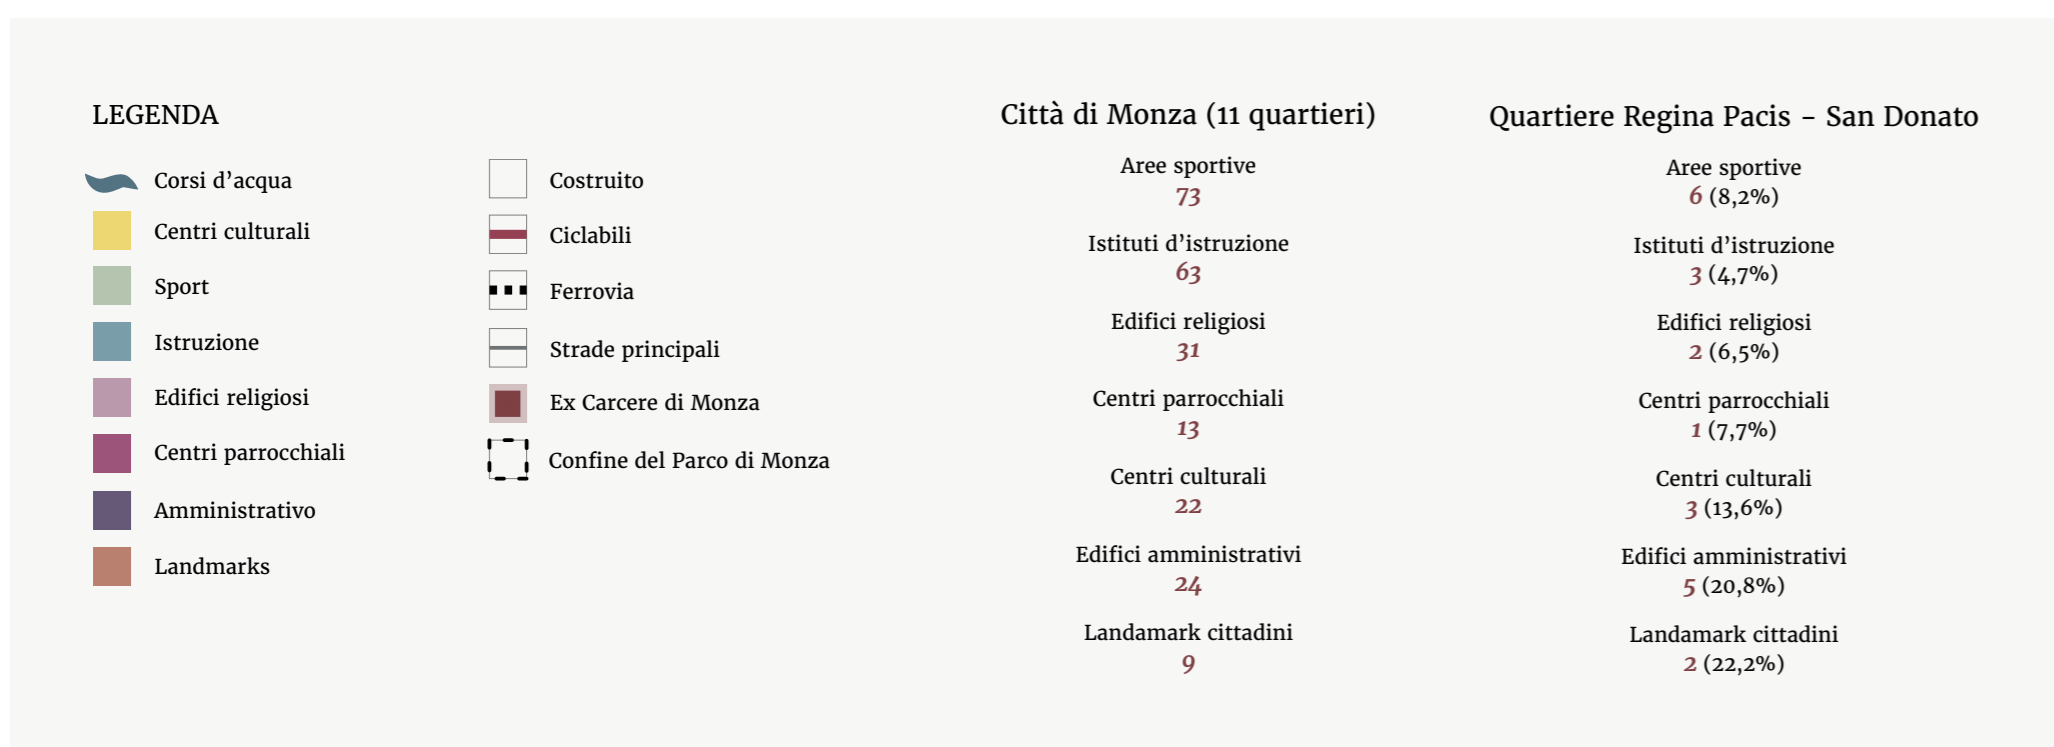 LEGENDA
Corsi d’acqua
Centri culturali
Sport
Istruzione
Edifici religiosi
Centri parrocchiali
Amministrativo
Landmarks
Costruito
Ciclabili
Ferrovia
Strade principali
Ex Carcere di Monza
Confine del Parco di Monza
Città di Monza (11 quartieri)
Aree sportive
73
Istituti d’istruzione
63
Edifici religiosi
31
Centri parrocchiali
13
Centri culturali
22
Edifici amministrativi
24
Landamark cittadini
9
Quartiere Regina Pacis - San Donato
Aree sportive
6 (8,2%)
Istituti d’istruzione
3 (4,7%)
Edifici religiosi
2 (6,5%)
Centri parrocchiali
1 (7,7%)
Centri culturali
3 (13,6%)
Edifici amministrativi
5 (20,8%)
Landamark cittadini
2 (22,2%)